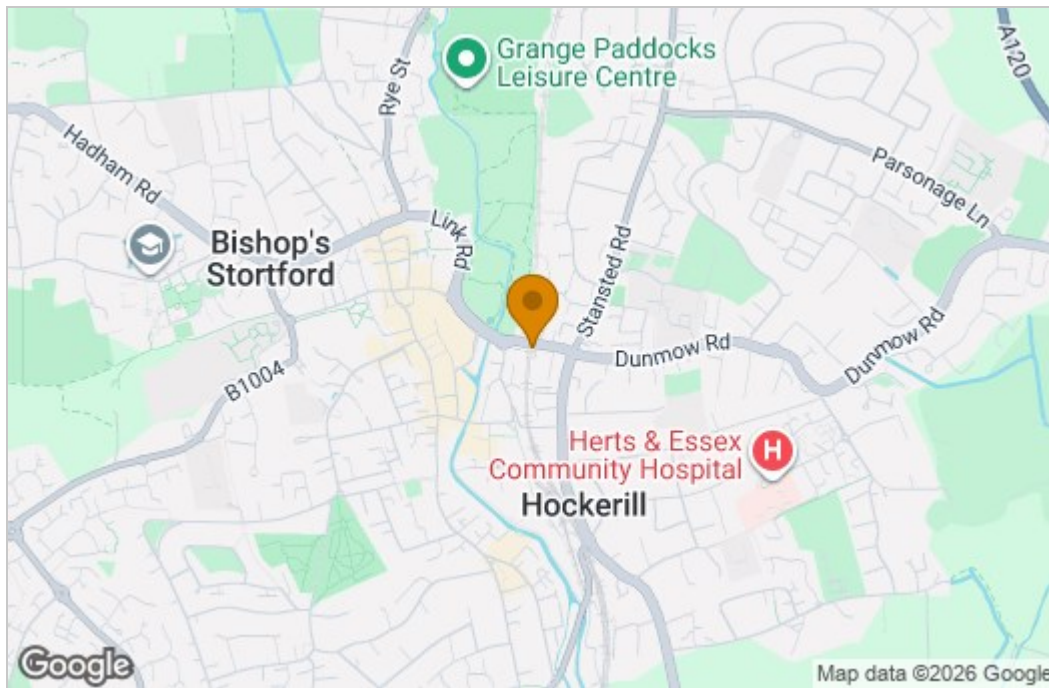 Grange Paddocks
Leisure Centre
A120
Rye St
Hadham Rd
Parsonage Ln
Link Rd
Bishop's
Stortford
Stansted Rd
Dunmow Rd
Dunmow Rd
B1004
Herts & Essex
Community Hospital
H
Hockerill
Google
Map data ©2026 Google